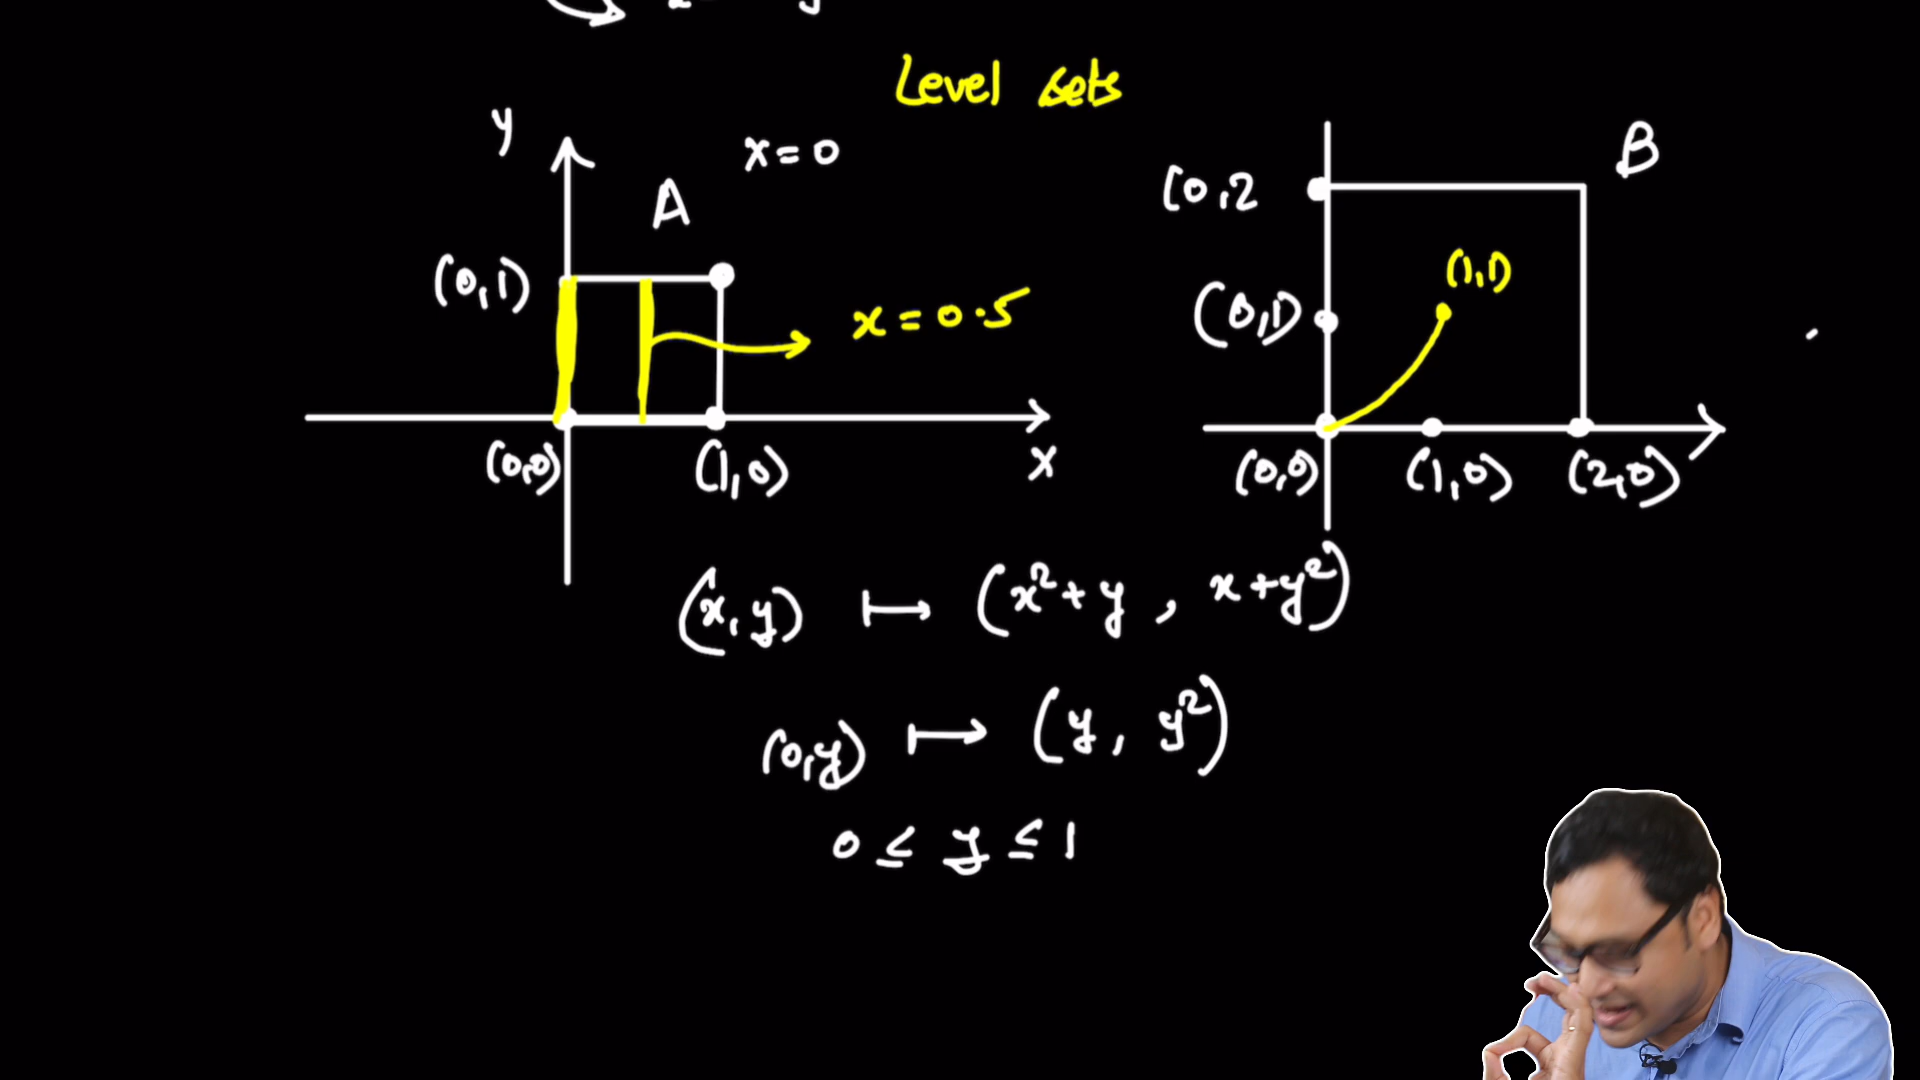 Level sets
y
x = 0
A
B
(0,2
(0,1)
x = 0.5
(0,1)
(1,1)
(0,0)
(1,0)
x
(0,0)
(1,0)
(2,0)
(x,y) ↦ (x²+y , x+y²)
(0,y) ↦ (y, y²)
0 ≤ y ≤ 1